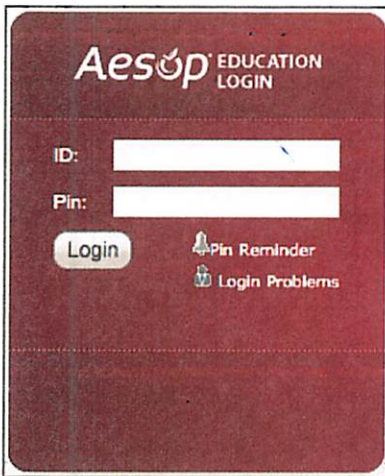 Aesop EDUCATION
LOGIN
ID:
Pin:
Login
Pin Reminder
Login Problems